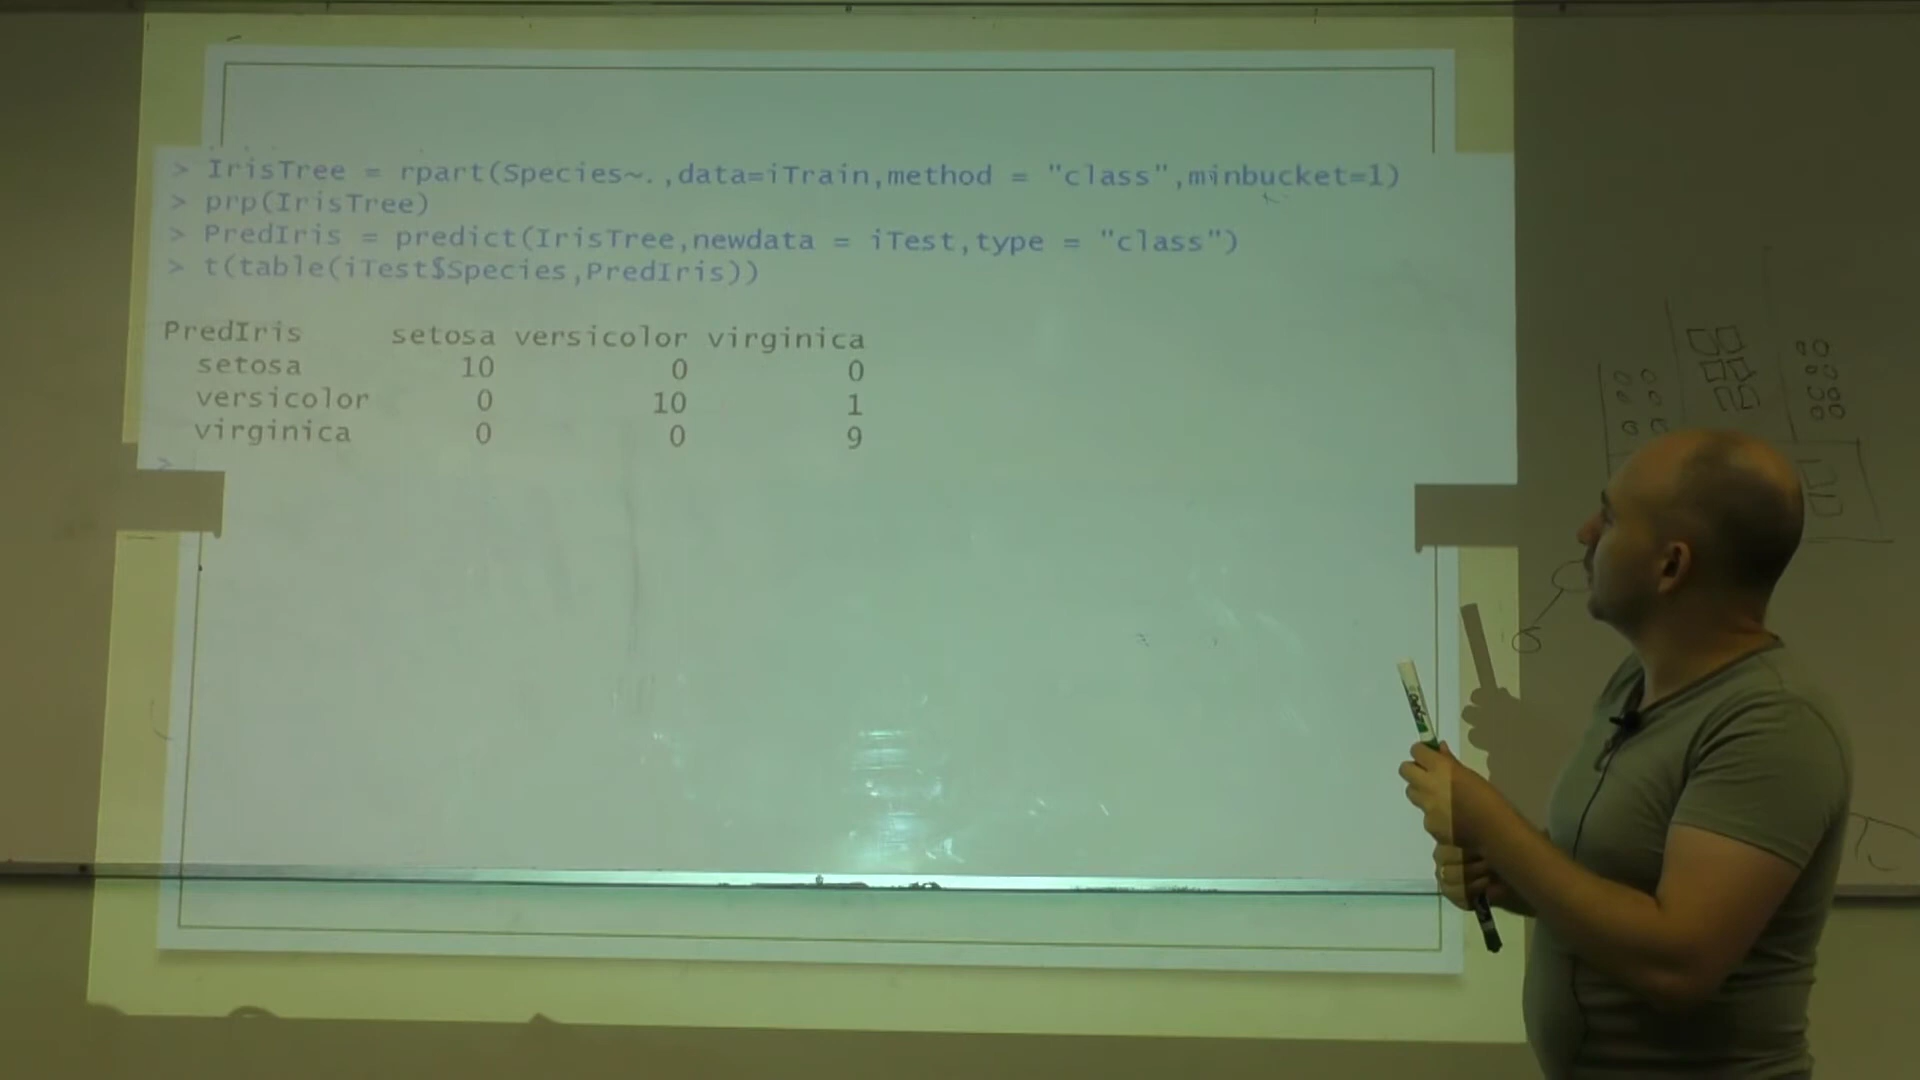 > IrisTree = rpart(Species~.,data=iTrain,method = "class",minbucket=1)
> prp(IrisTree)
> PredIris = predict(IrisTree,newdata = iTest,type = "class")
> t(table(iTest$Species,PredIris))
PredIris setosa versicolor virginica
setosa 10 0 0
versicolor 0 10 1
virginica 0 0 9
>